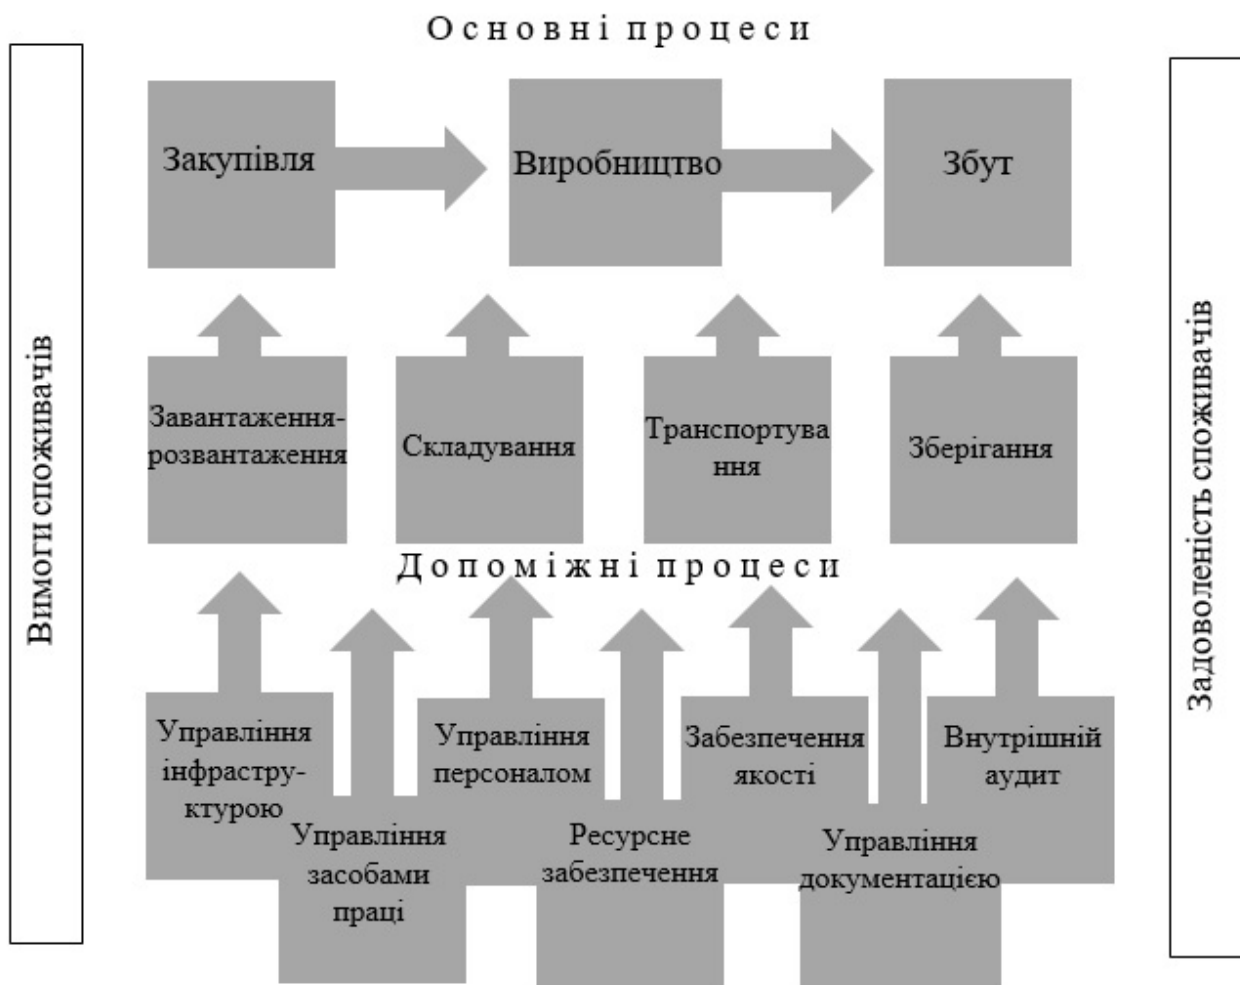 Основні процеси
Вимоги споживачів
Закупівля
Виробництво
Збут
Завантаження-
розвантаження
Складування
Транспортува
ння
Зберігання
Допоміжні процеси
Управління
інфрастру-
ктурою
Управління
засобами
праці
Управління
персоналом
Ресурсне
забезпечення
Забезпечення
якості
Управління
документацією
Внутрішній
аудит
Задоволеність споживачів